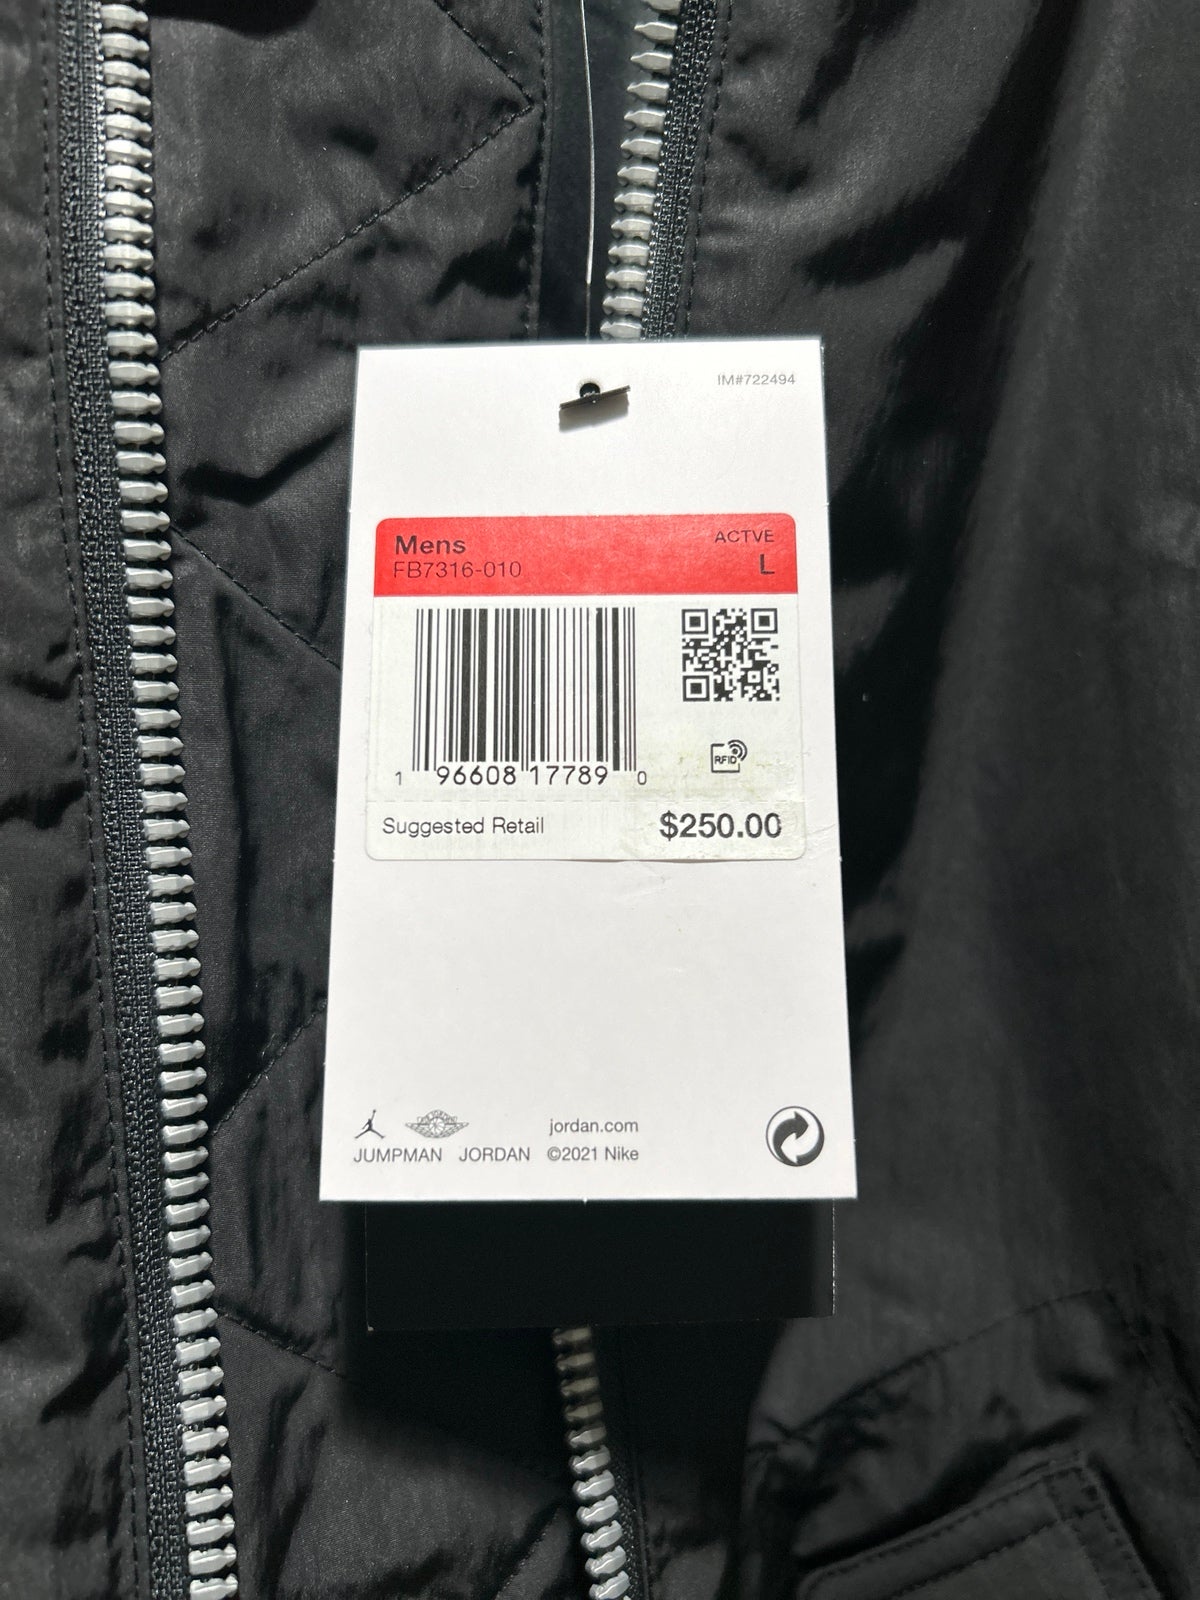 IM#722494
Mens
ACTVE
FB7316-010
L
1 96608 17789 0
RFID
Suggested Retail
$250.00
jordan.com
JUMPMAN JORDAN ©2021 Nike